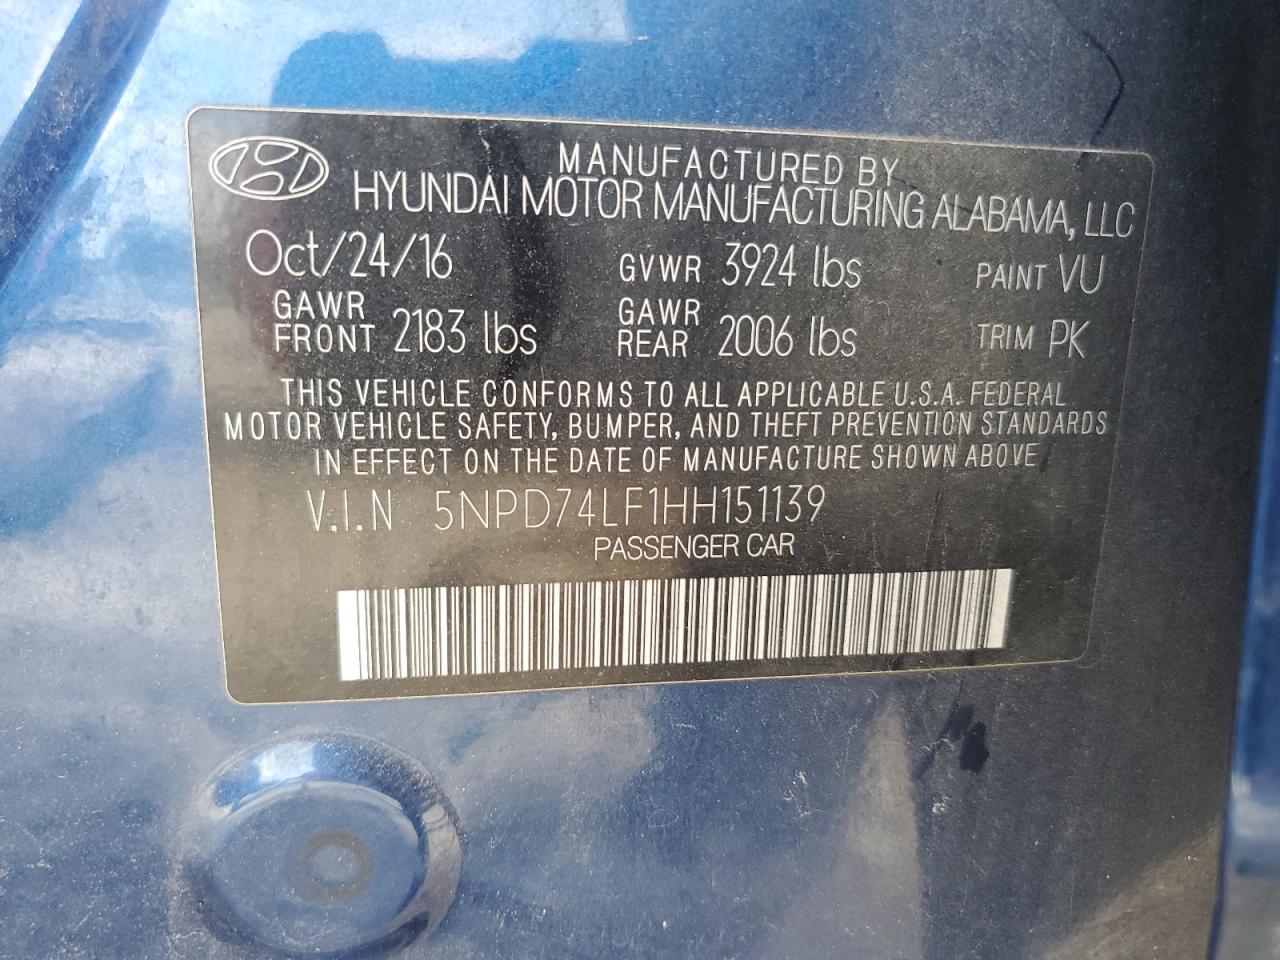 MANUFACTURED BY
HYUNDAI MOTOR MANUFACTURING ALABAMA, LLC
Oct/24/16 GVWR 3924 lbs PAINT VU
GAWR FRONT 2183 lbs GAWR REAR 2006 lbs TRIM PK
THIS VEHICLE CONFORMS TO ALL APPLICABLE U.S.A. FEDERAL
MOTOR VEHICLE SAFETY, BUMPER, AND THEFT PREVENTION STANDARDS
IN EFFECT ON THE DATE OF MANUFACTURE SHOWN ABOVE
V.I.N 5NPD74LF1HH151139
PASSENGER CAR